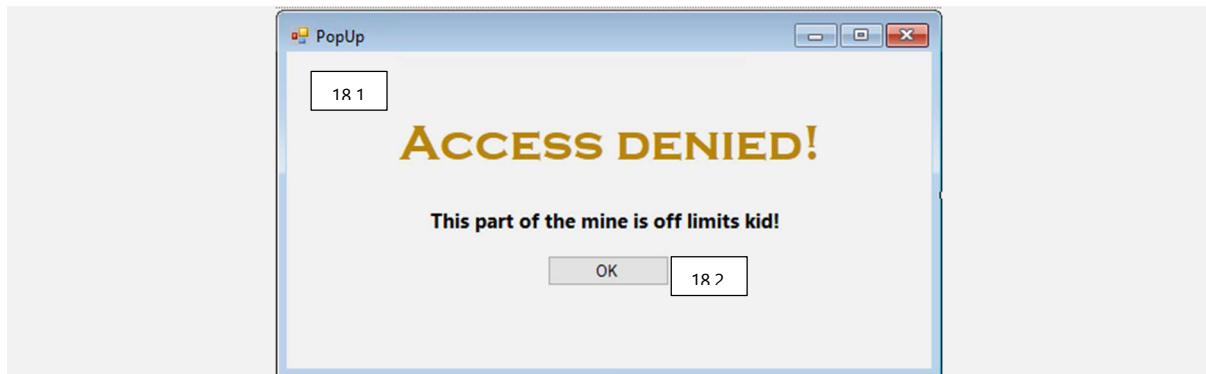 PopUp
18.1
ACCESS DENIED!
This part of the mine is off limits kid!
OK
18.2